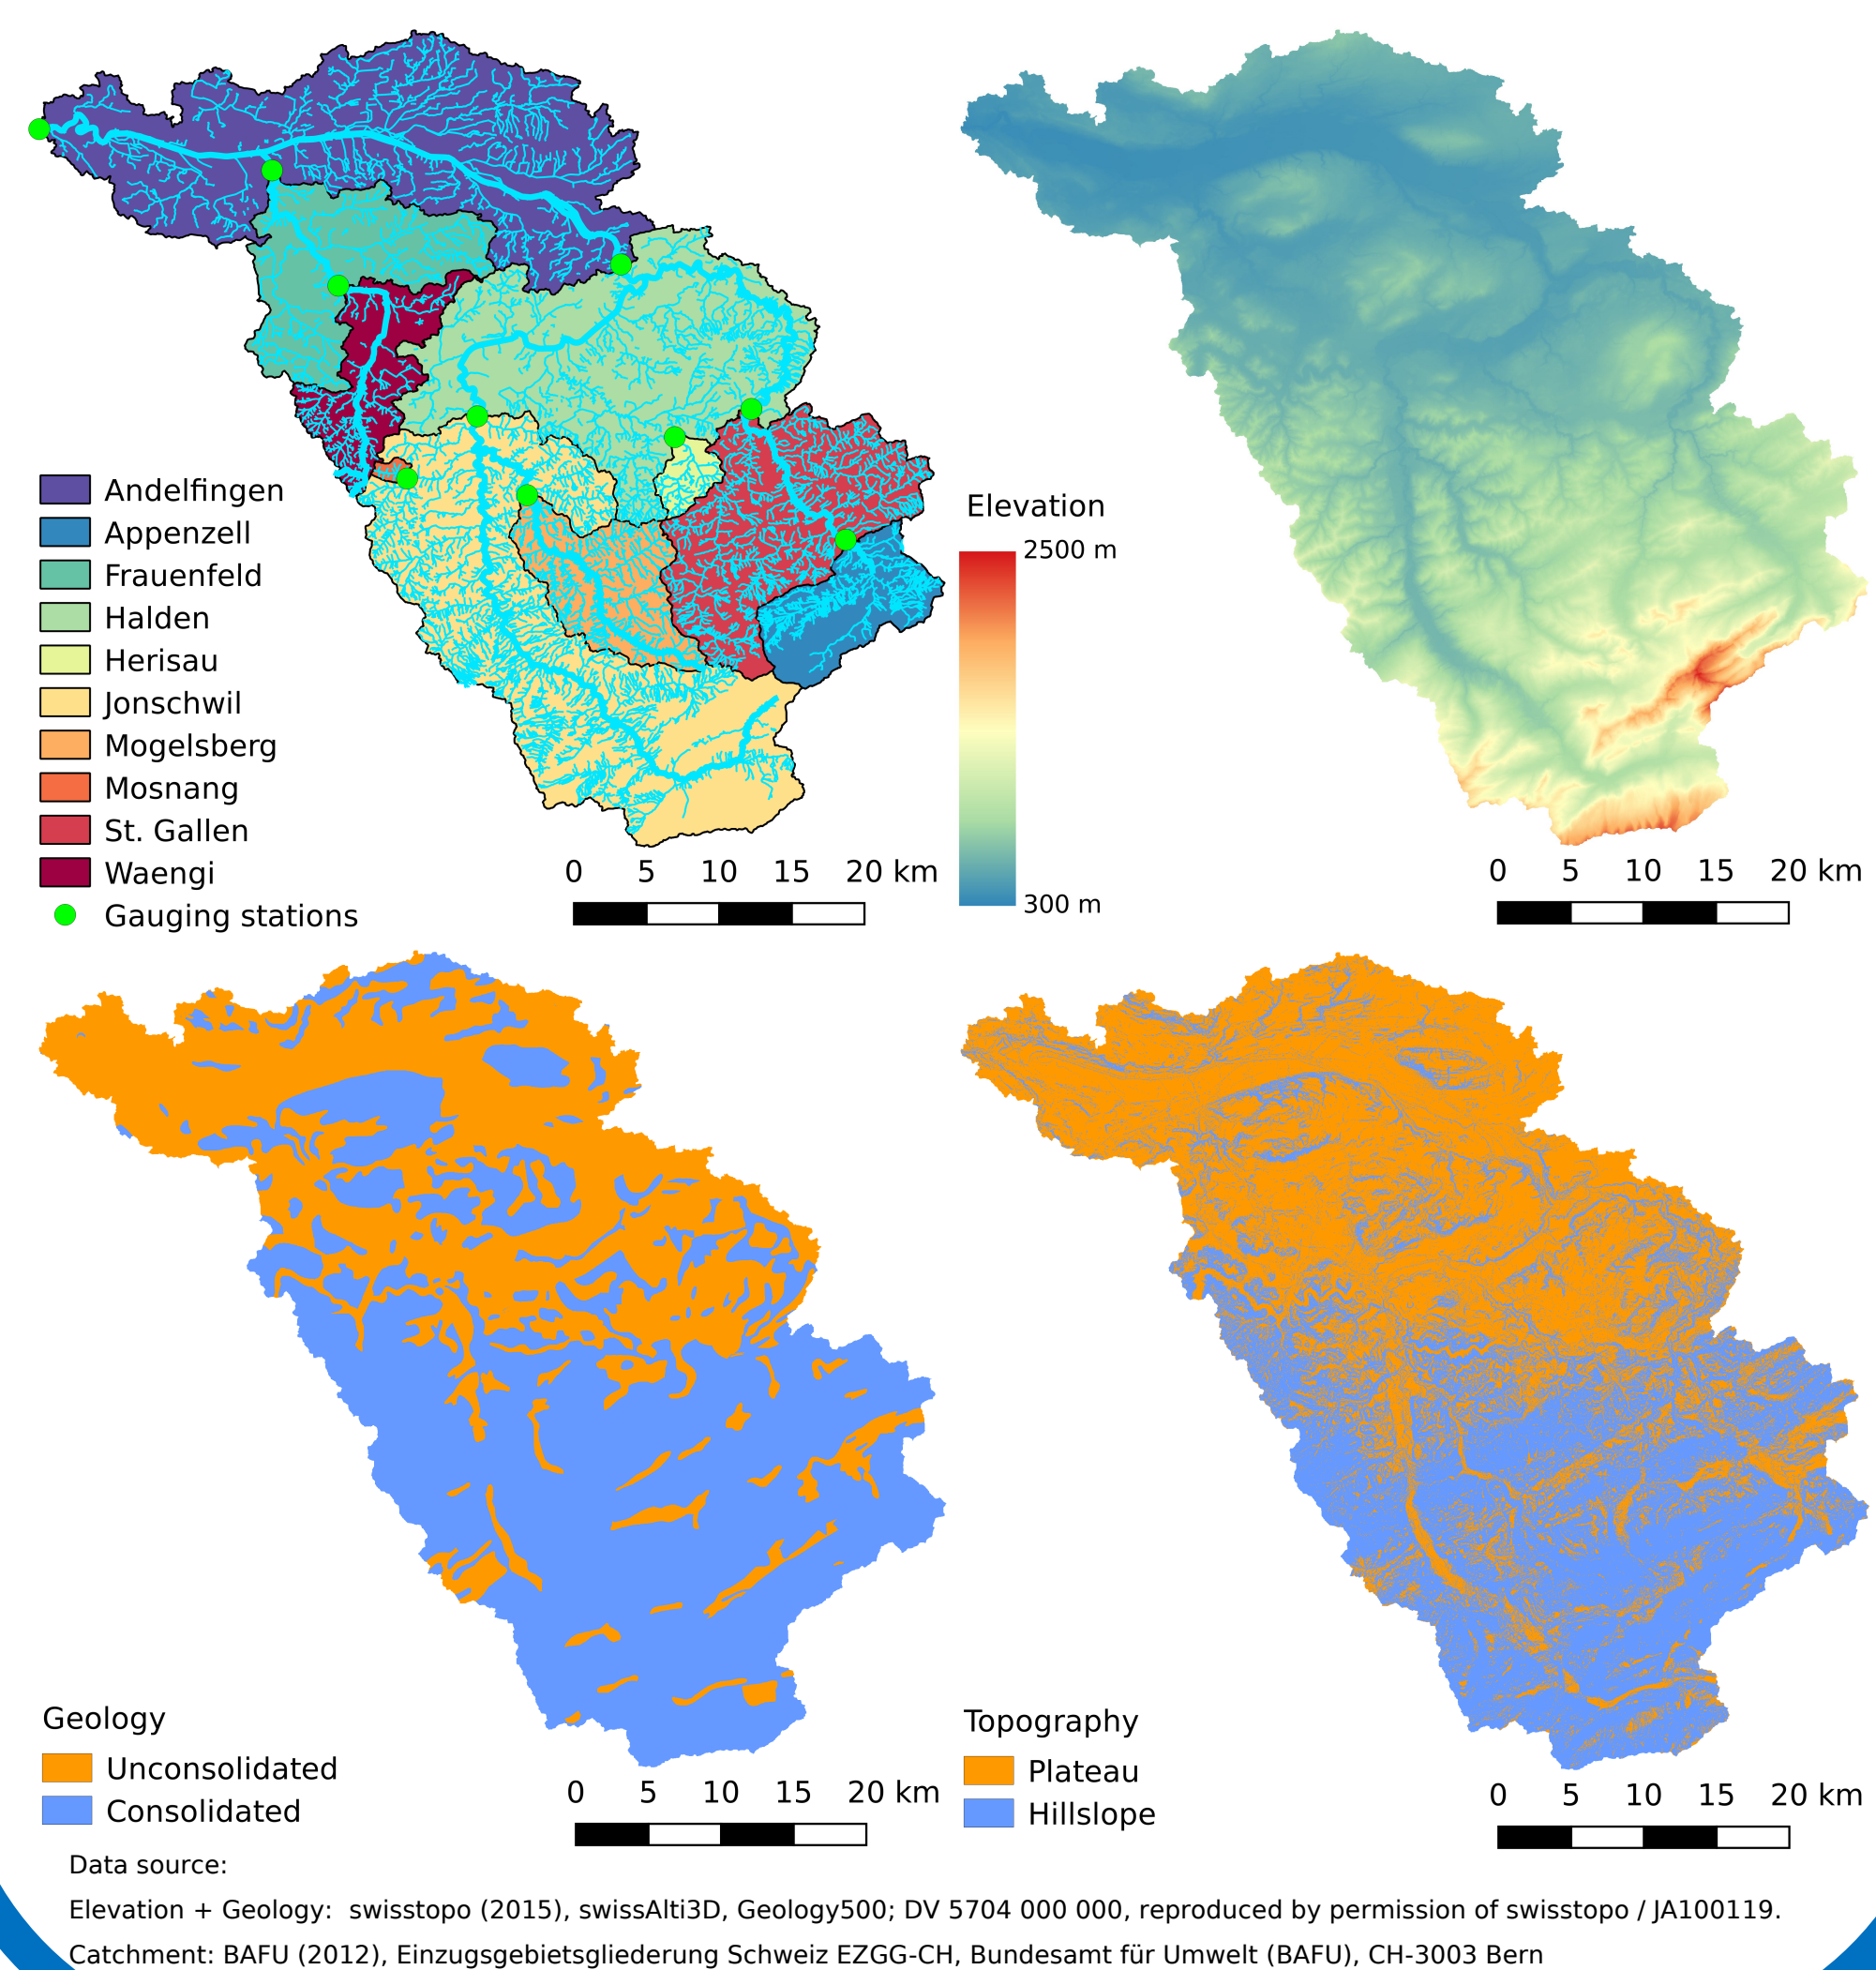 Andelfingen
Appenzell
Frauenfeld
Halden
Herisau
Jonschwil
Mogelsberg
Mosnang
St. Gallen
Waengi
Gauging stations
0 5 10 15 20 km
Elevation
2500 m
300 m
0 5 10 15 20 km
Geology
Unconsolidated
Consolidated
0 5 10 15 20 km
Topography
Plateau
Hillslope
0 5 10 15 20 km
Data source:
Elevation + Geology: swisstopo (2015), swissAlti3D, Geology500; DV 5704 000 000, reproduced by permission of swisstopo / JA100119.
Catchment: BAFU (2012), Einzugsgebietsgliederung Schweiz EZGG-CH, Bundesamt für Umwelt (BAFU), CH-3003 Bern